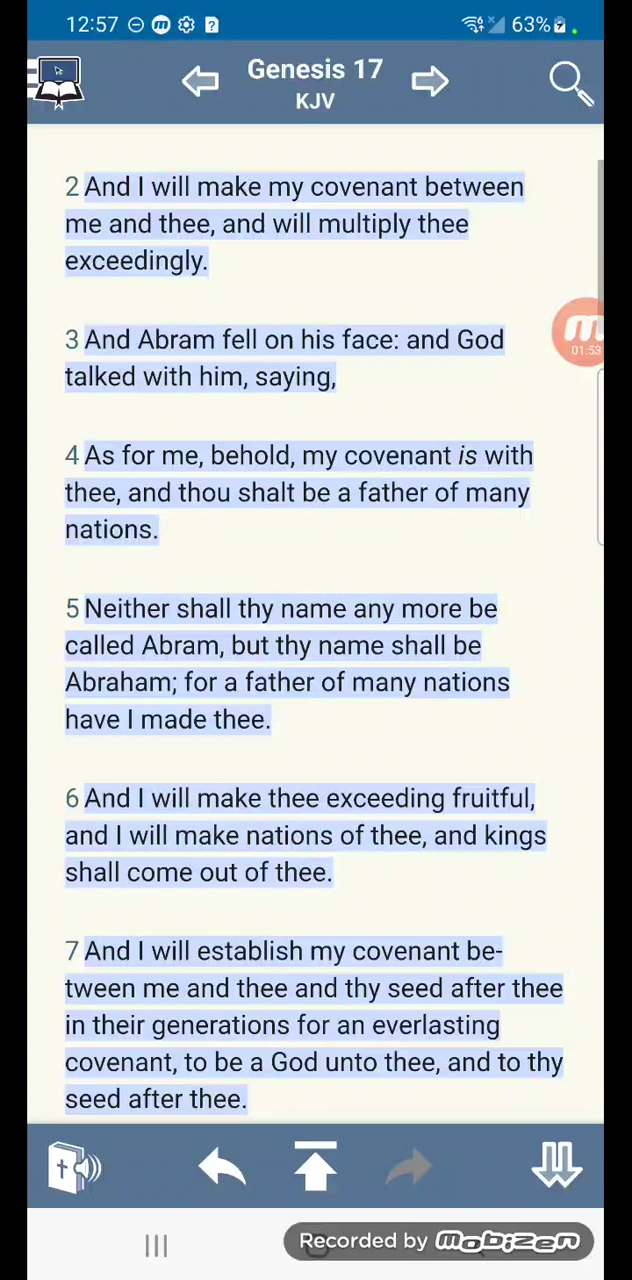 12:57
63%
Genesis 17
KJV
2 And I will make my covenant between
me and thee, and will multiply thee
exceedingly.
01:53
3 And Abram fell on his face: and God
talked with him, saying,
4 As for me, behold, my covenant is with
thee, and thou shalt be a father of many
nations.
5 Neither shall thy name any more be
called Abram, but thy name shall be
Abraham; for a father of many nations
have I made thee.
6 And I will make thee exceeding fruitful,
and I will make nations of thee, and kings
shall come out of thee.
7 And I will establish my covenant be-
tween me and thee and thy seed after thee
in their generations for an everlasting
covenant, to be a God unto thee, and to thy
seed after thee.
Recorded by mobizen